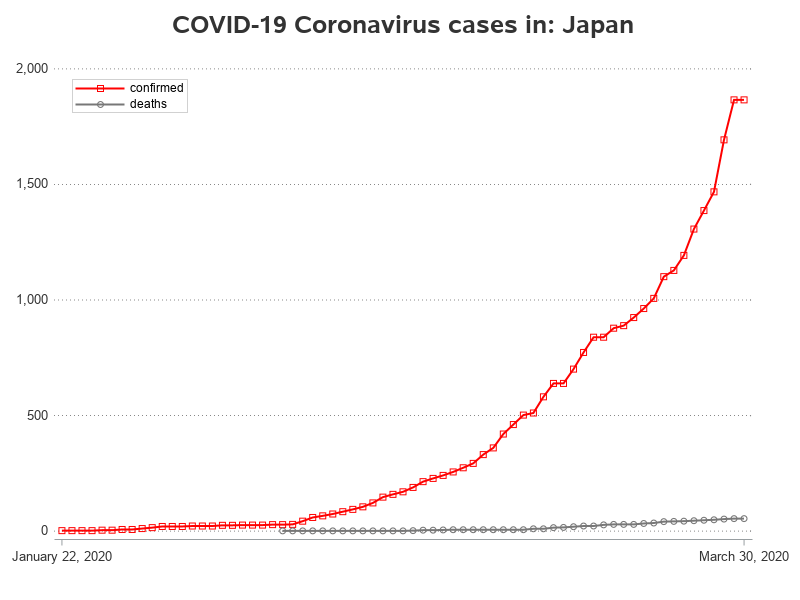 COVID-19 Coronavirus cases in: Japan
2,000
confirmed
deaths
1,500
1,000
500
0
January 22, 2020
March 30, 2020